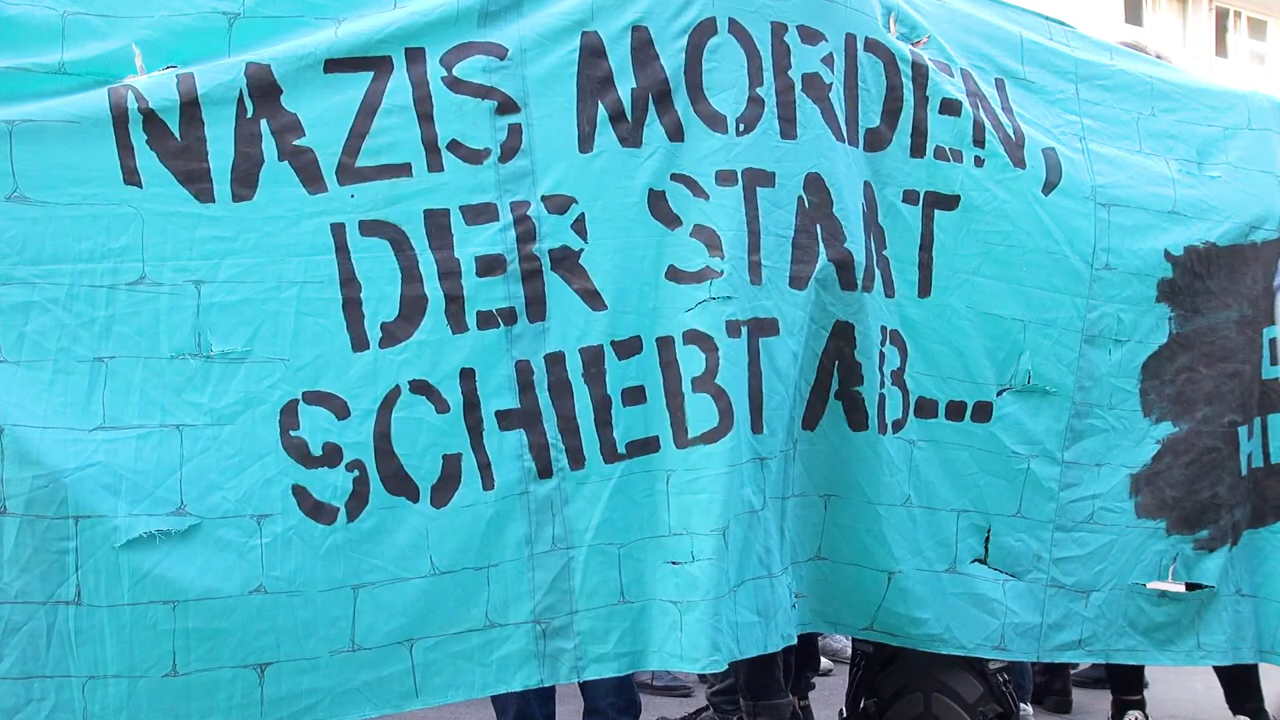 NAZIS MORDEN,
DER STAAT
SCHIEBT AB---